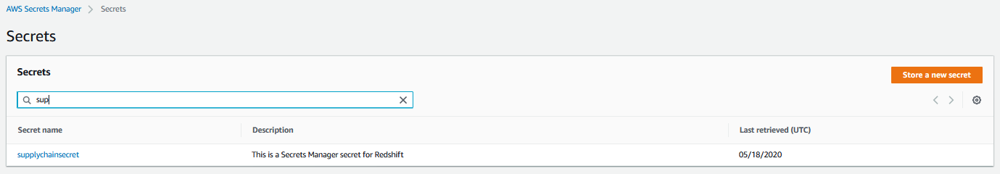 AWS Secrets Manager > Secrets
Secrets
Secrets
Store a new secret
sup
Secret name Description Last retrieved (UTC)
supplychainsecret This is a Secrets Manager secret for Redshift 05/18/2020